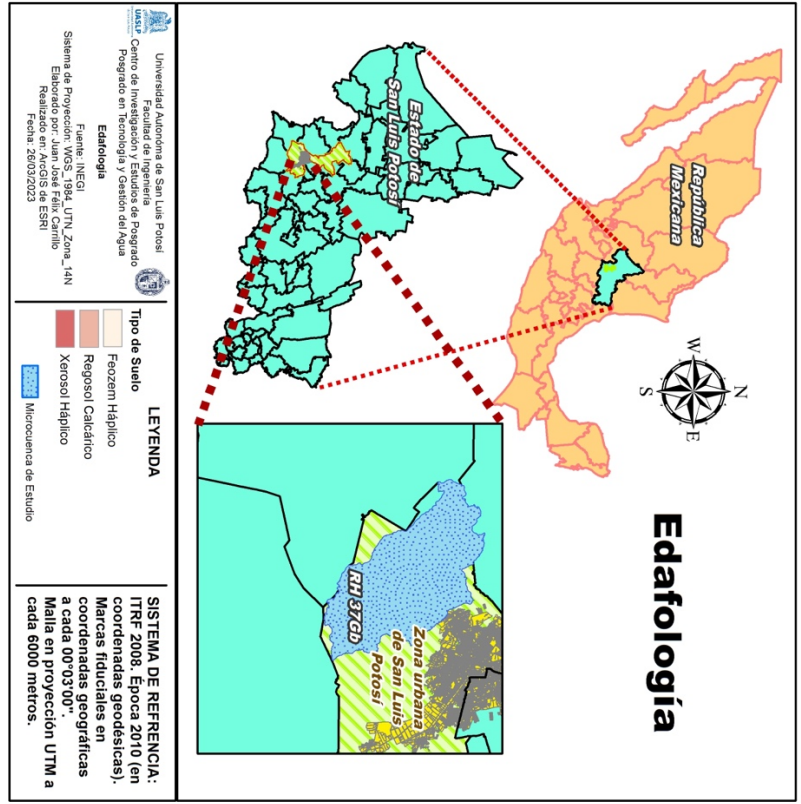 Edafología
N
W
E
S
República
Mexicana
Estado de
San Luis Potosí
Zona urbana
de San Luis
Potosí
RH 37Gb
UASLP
Universidad Autonóma de San Luis Potosí
Facultad de Ingeniería
Centro de Investigación y Estudios de Posgrado
Posgrado en Tecnología y Gestión del Agua
Edafología
Fuente: INEGI
Sistema de Proyección: WGS_1984_UTN_Zona_14N
Elaborado por: Juan José Félix Carrillo
Realizado en: ArcGIS de ESRI
Fecha: 20/03/2023
LEYENDA
Tipo de Suelo
Feozem Háplico
Regosol Calcárico
Xerosol Háplico
Microcuenca de Estudio
SISTEMA DE REFRENCIA:
ITRF 2008. Época 2010 (en
coordenadas geodésicas).
Marcas fiduciales en
coordenadas geográficas
a cada 00°03'00".
Malla en proyección UTM a
cada 6000 metros.